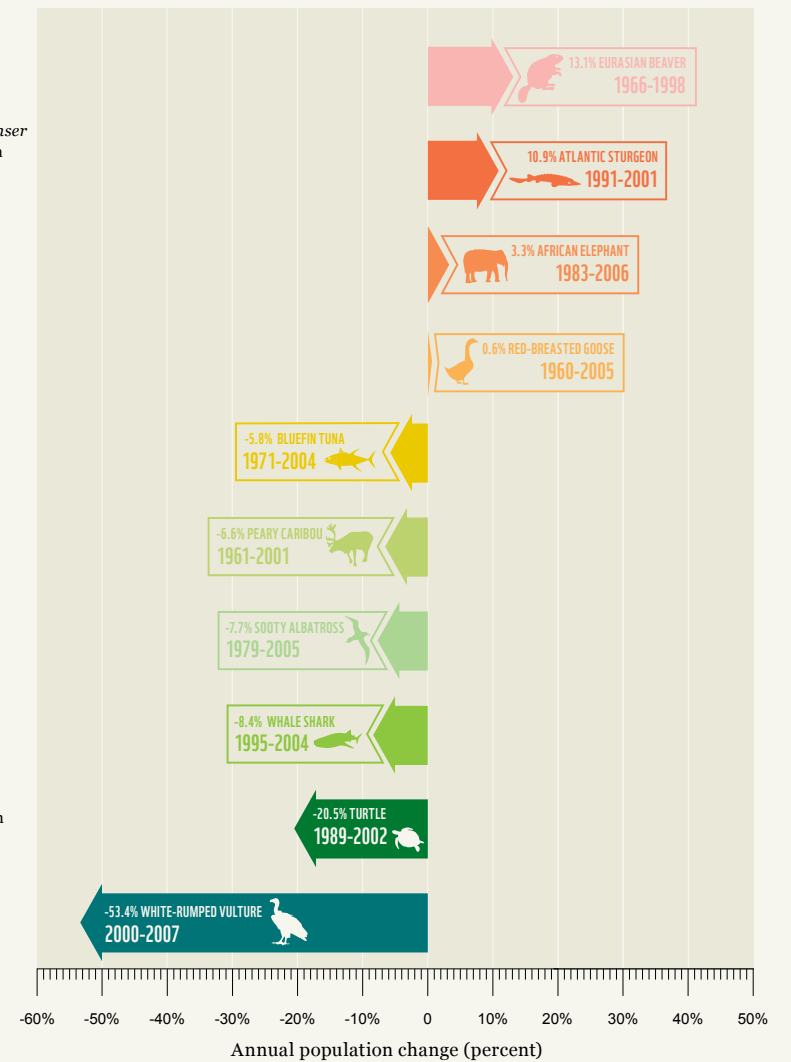 13.1% EURASIAN BEAVER
1966-1998
nser
10.9% ATLANTIC STURGEON
1991-2001
3.3% AFRICAN ELEPHANT
1983-2006
0.6% RED-BREASTED GOOSE
1960-2005
-5.8% BLUEFIN TUNA
1971-2004
-6.6% PEARY CARIBOU
1961-2001
-7.7% SOOTY ALBATROSS
1979-2005
-8.4% WHALE SHARK
1995-2004
-20.5% TURTLE
1989-2002
-53.4% WHITE-RUMPED VULTURE
2000-2007
-60% -50% -40% -30% -20% -10% 0 10% 20% 30% 40% 50%
Annual population change (percent)